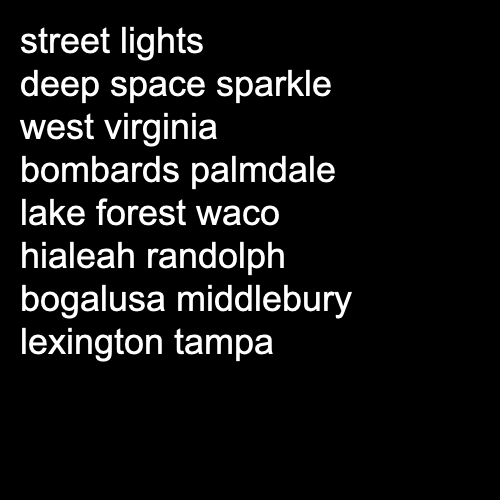 street lights
deep space sparkle
west virginia
bombards palmdale
lake forest waco
hialeah randolph
bogalusa middlebury
lexington tampa